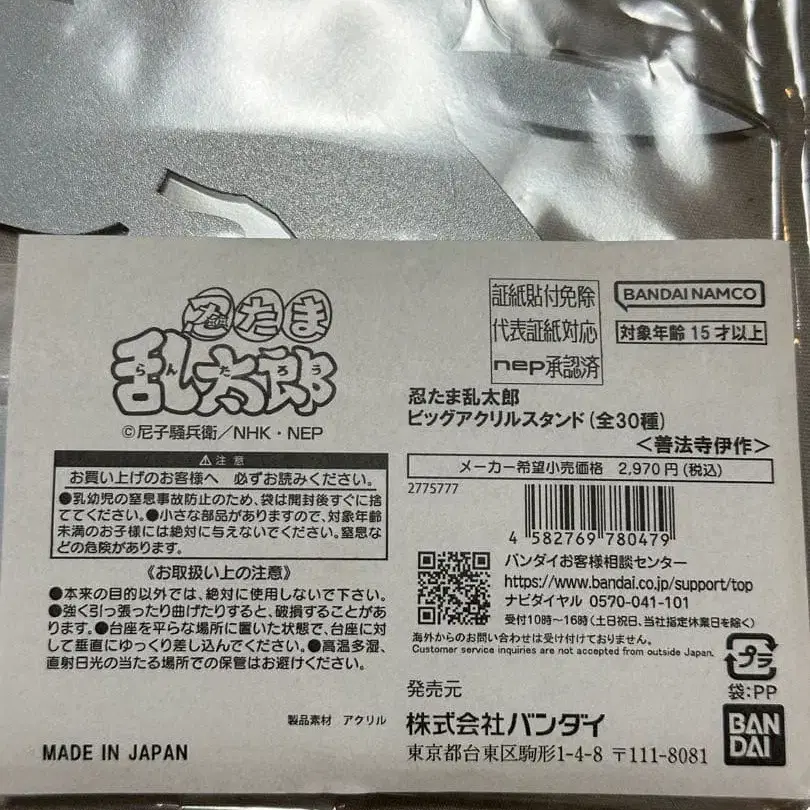 忍たま
乱太郎
らんたろう
©尼子騒兵衛／NHK・NEP
証紙貼付免除
代表証紙対応
nep承認済
BANDAI NAMCO
対象年齢 15才以上
忍たま乱太郎
ビッグアクリルスタンド(全30種)
＜善法寺伊作＞
メーカー希望小売価格 2,970円(税込)
2775777
4 582769 780479
⚠注意
お買い上げのお客様へ 必ずお読みください。
●乳幼児の窒息事故防止のため、袋は開封後すぐに捨
ててください。●小さな部品がありますので、対象年齢
未満のお子様には絶対に与えないでください。窒息な
どの危険があります。
《お取扱い上の注意》
●本来の目的以外では、絶対に使用しないで下さい。
●強く引っ張ったり曲げたりすると、破損することがあ
ります。●台座を平らな場所に置いた状態で、台座に対
して垂直にゆっくり差し込んでください。●高温多湿、
直射日光の当たる場所での保管はお避けください。
製品素材 アクリル
MADE IN JAPAN
バンダイお客様相談センター
https://www.bandai.co.jp/support/top
ナビダイヤル 0570-041-101
受付10時～16時(土日祝日、当社指定休業日を除く)
海外からのお問い合わせは受け付けておりません。
Customer service inquiries are not accepted from outside Japan.
プラ
袋:PP
発売元
株式会社バンダイ
東京都台東区駒形1-4-8 〒111-8081
BAN
DAI